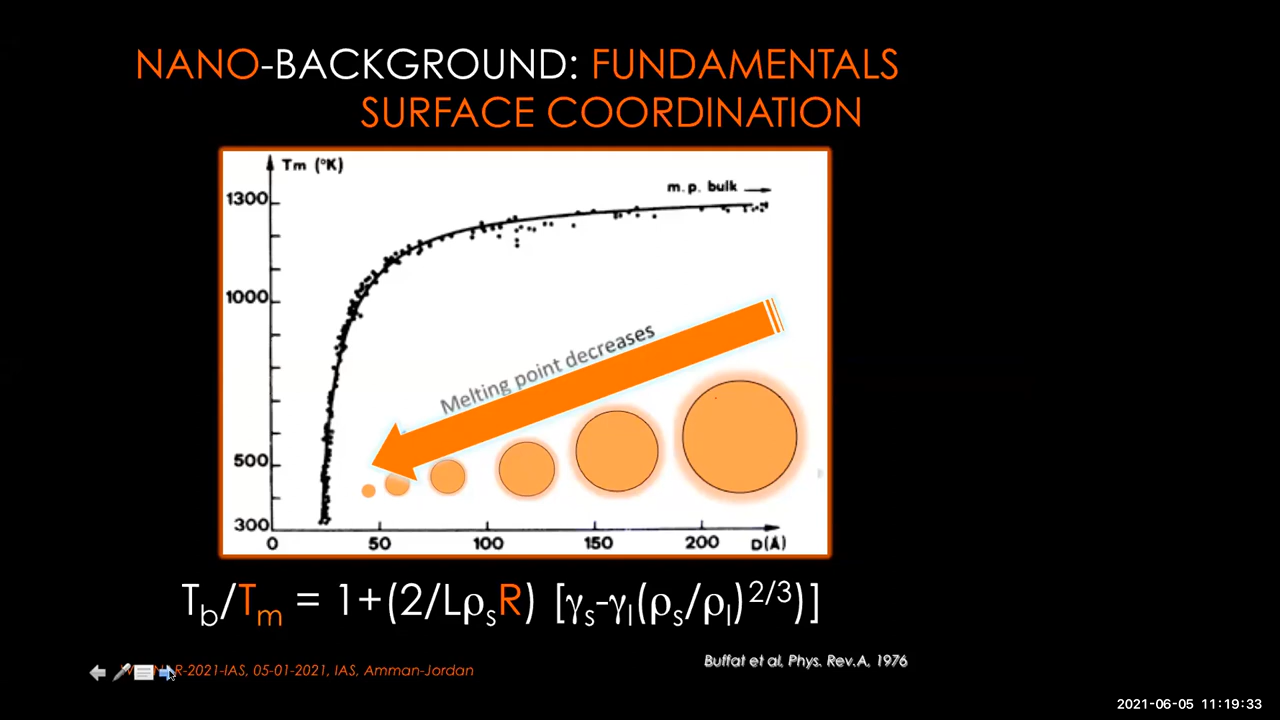 NANO-BACKGROUND: FUNDAMENTALS
SURFACE COORDINATION
Tm (°K)
m.p. bulk
1300
1000
500
300
Melting point decreases
0 50 100 150 200 D(Å)
Tb/Tm = 1+(2/LρsR) [γs-γl(ρs/ρl)2/3)]
Buffat et al, Phys. Rev.A, 1976
R-2021-IAS, 05-01-2021, IAS, Amman-Jordan
2021-06-05 11:19:33